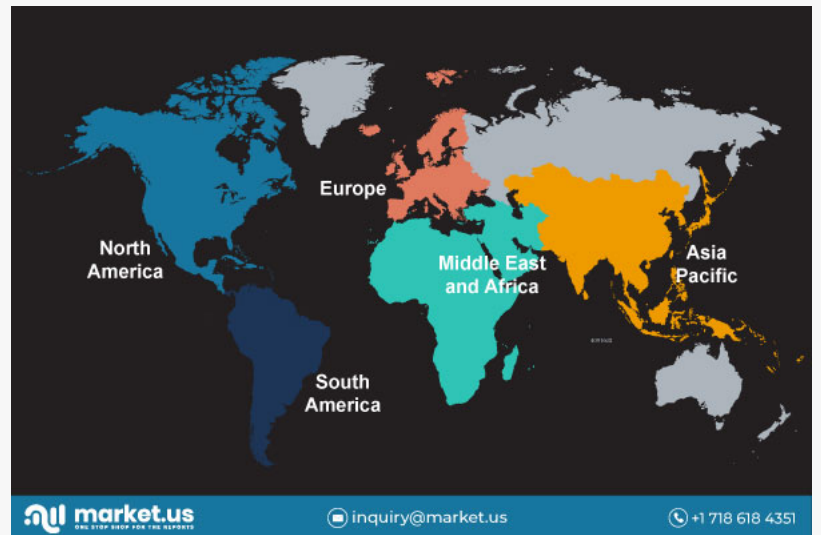 Europe
North
America
Middle East
and Africa
Asia
Pacific
South
America
market.us
ONE STOP SHOP FOR THE REPORTS
inquiry@market.us
+1 718 618 4351